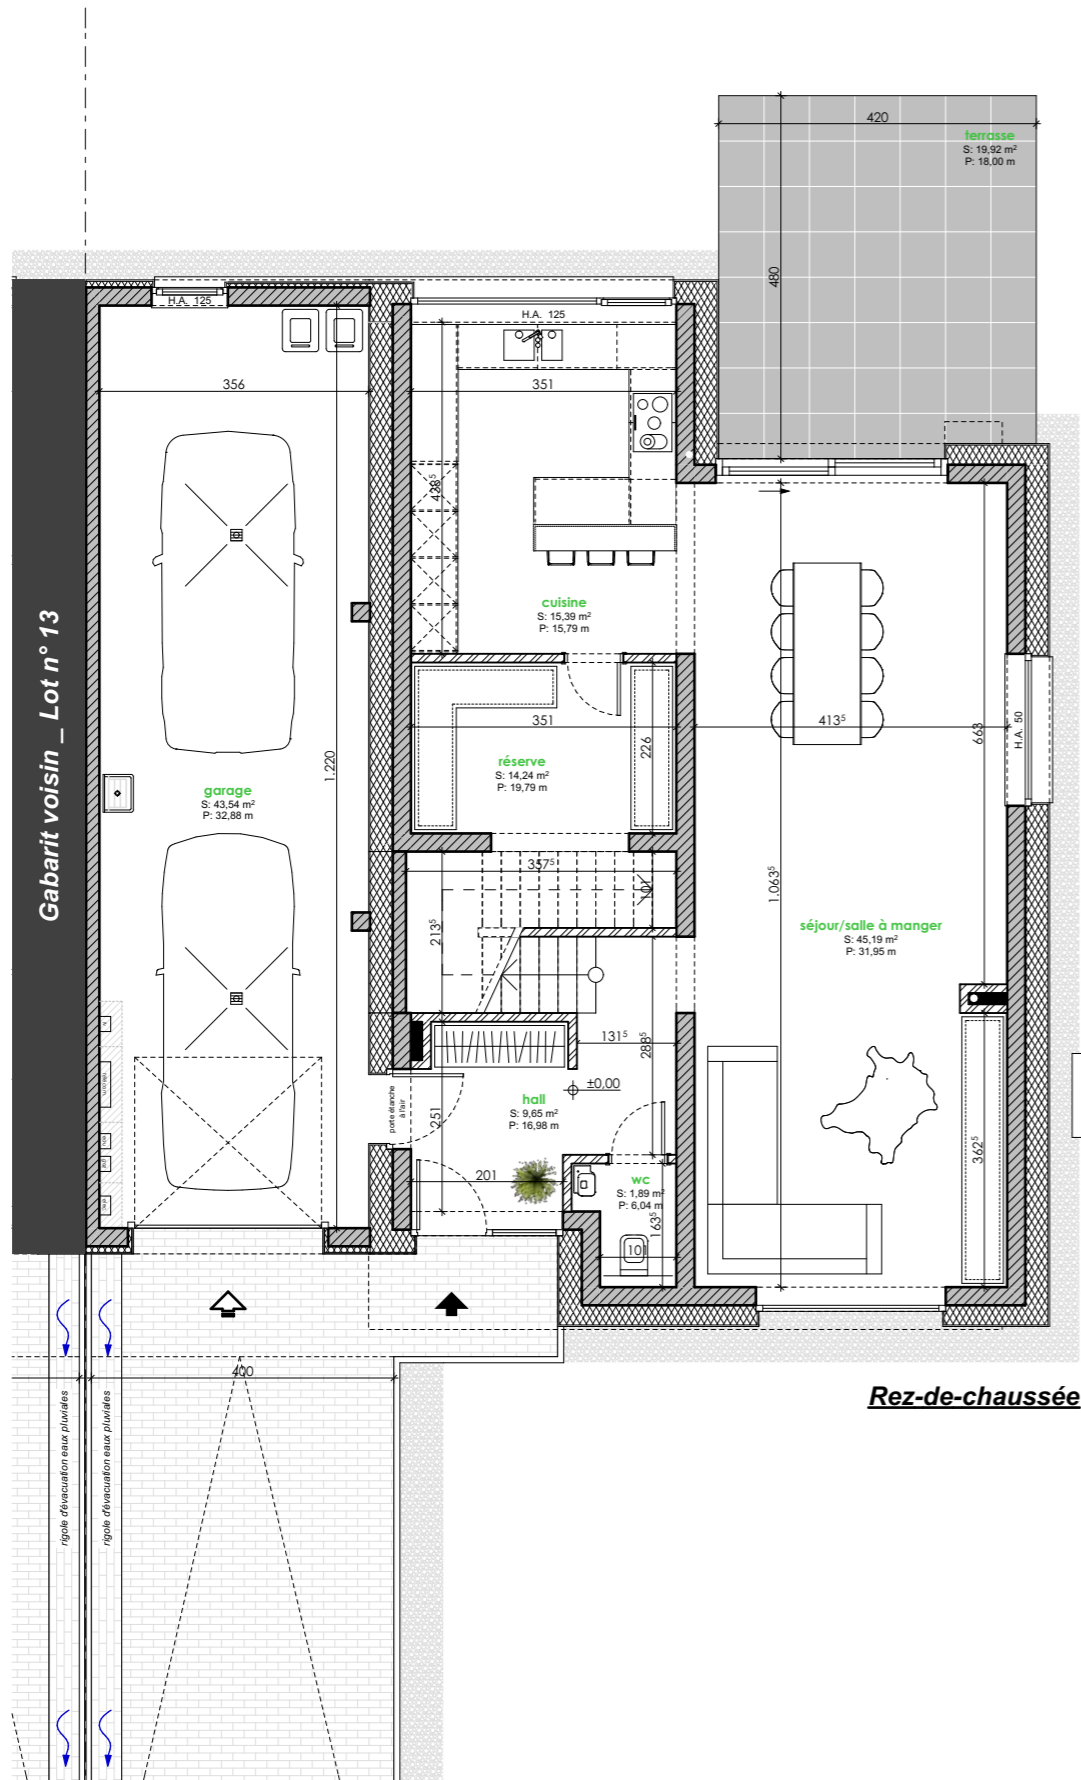 420
terrasse
S: 19,92 m²
P: 18,00 m
480
H.A. 125
H.A. 125
356
351
428⁵
cuisine
S: 15,39 m²
P: 15,79 m
Gabarit voisin _ Lot n° 13
351
226
413⁵
663
H.A. 50
réserve
S: 14,24 m²
P: 19,79 m
1.220
garage
S: 43,54 m²
P: 32,88 m
357⁵
101
213⁵
1.063⁵
séjour/salle à manger
S: 45,19 m²
P: 31,95 m
131⁵
288⁵
±0,00
porte étanche
à l'air
251
hall
S: 9,65 m²
P: 16,98 m
362⁵
201
wc
S: 1,89 m²
P: 6,04 m
163⁵
101
400
Rez-de-chaussée
rigole d'évacuation eaux pluviales
rigole d'évacuation eaux pluviales